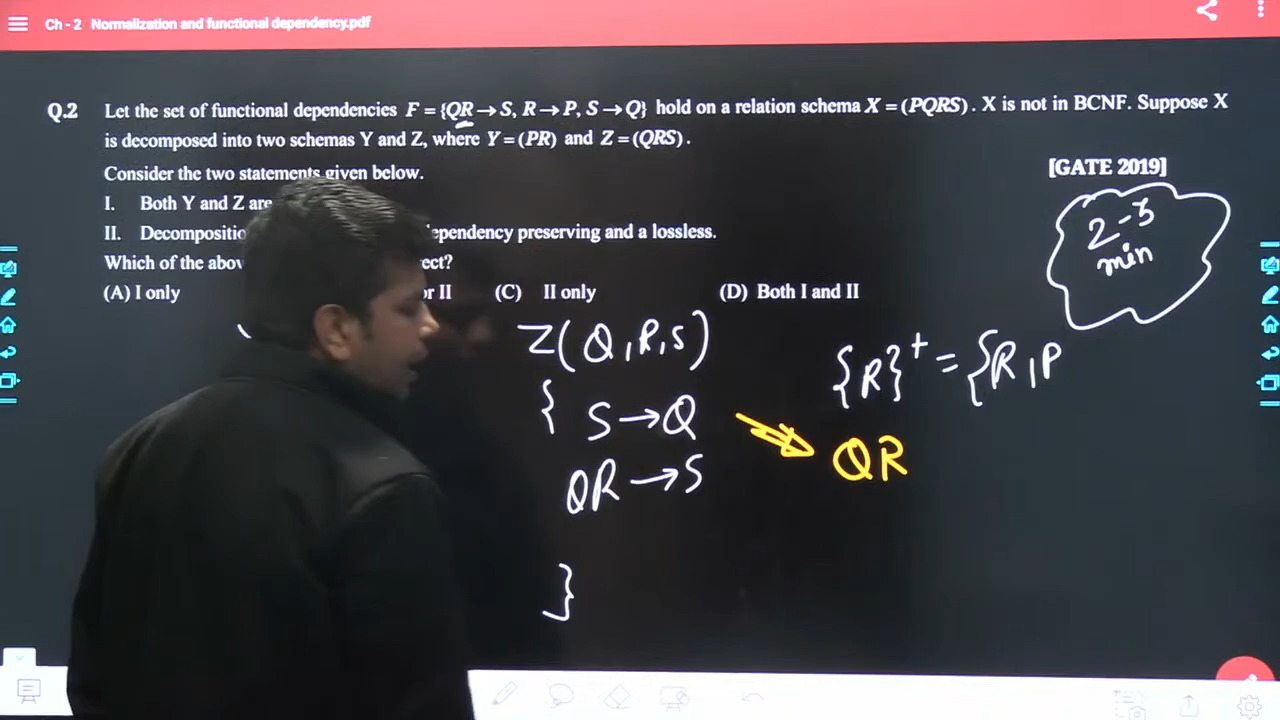 Ch - 2 Normalization and functional dependency.pdf
Q.2 Let the set of functional dependencies F = {QR → S, R → P, S → Q} hold on a relation schema X = (PQRS). X is not in BCNF. Suppose X
is decomposed into two schemas Y and Z, where Y = (PR) and Z = (QRS).
Consider the two statements given below.
[GATE 2019]
I. Both Y and Z are
II. Decompositio ependency preserving and a lossless.
Which of the abov ect?
(A) I only or II (C) II only (D) Both I and II
2-3
min
Z(Q,R,S)
{R}+ = {R,P
{ S→Q
QR
QR→S
}